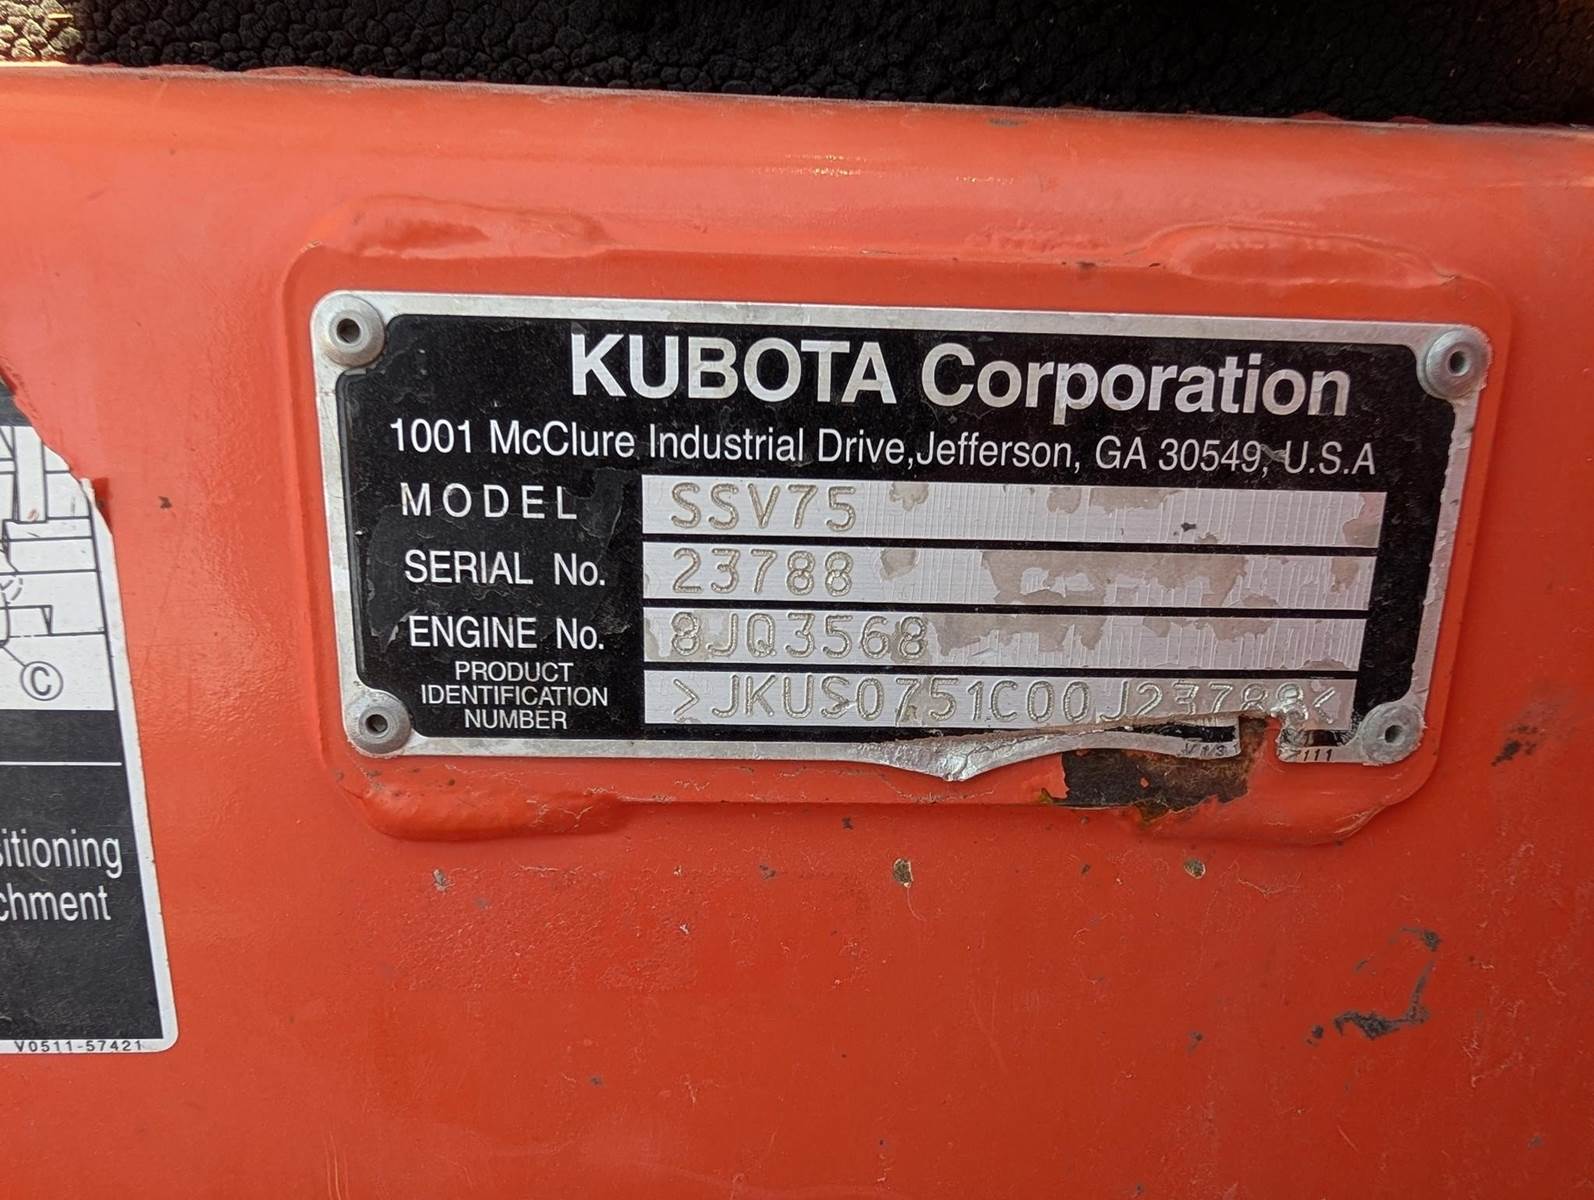 KUBOTA Corporation
1001 McClure Industrial Drive,Jefferson, GA 30549, U.S.A
MODEL SSV75
SERIAL No. 23788
ENGINE No. 8JQ3568
PRODUCT
IDENTIFICATION
NUMBER
>JKUS0751C00J23788<
N
C
sitioning
chment
V0511-57421